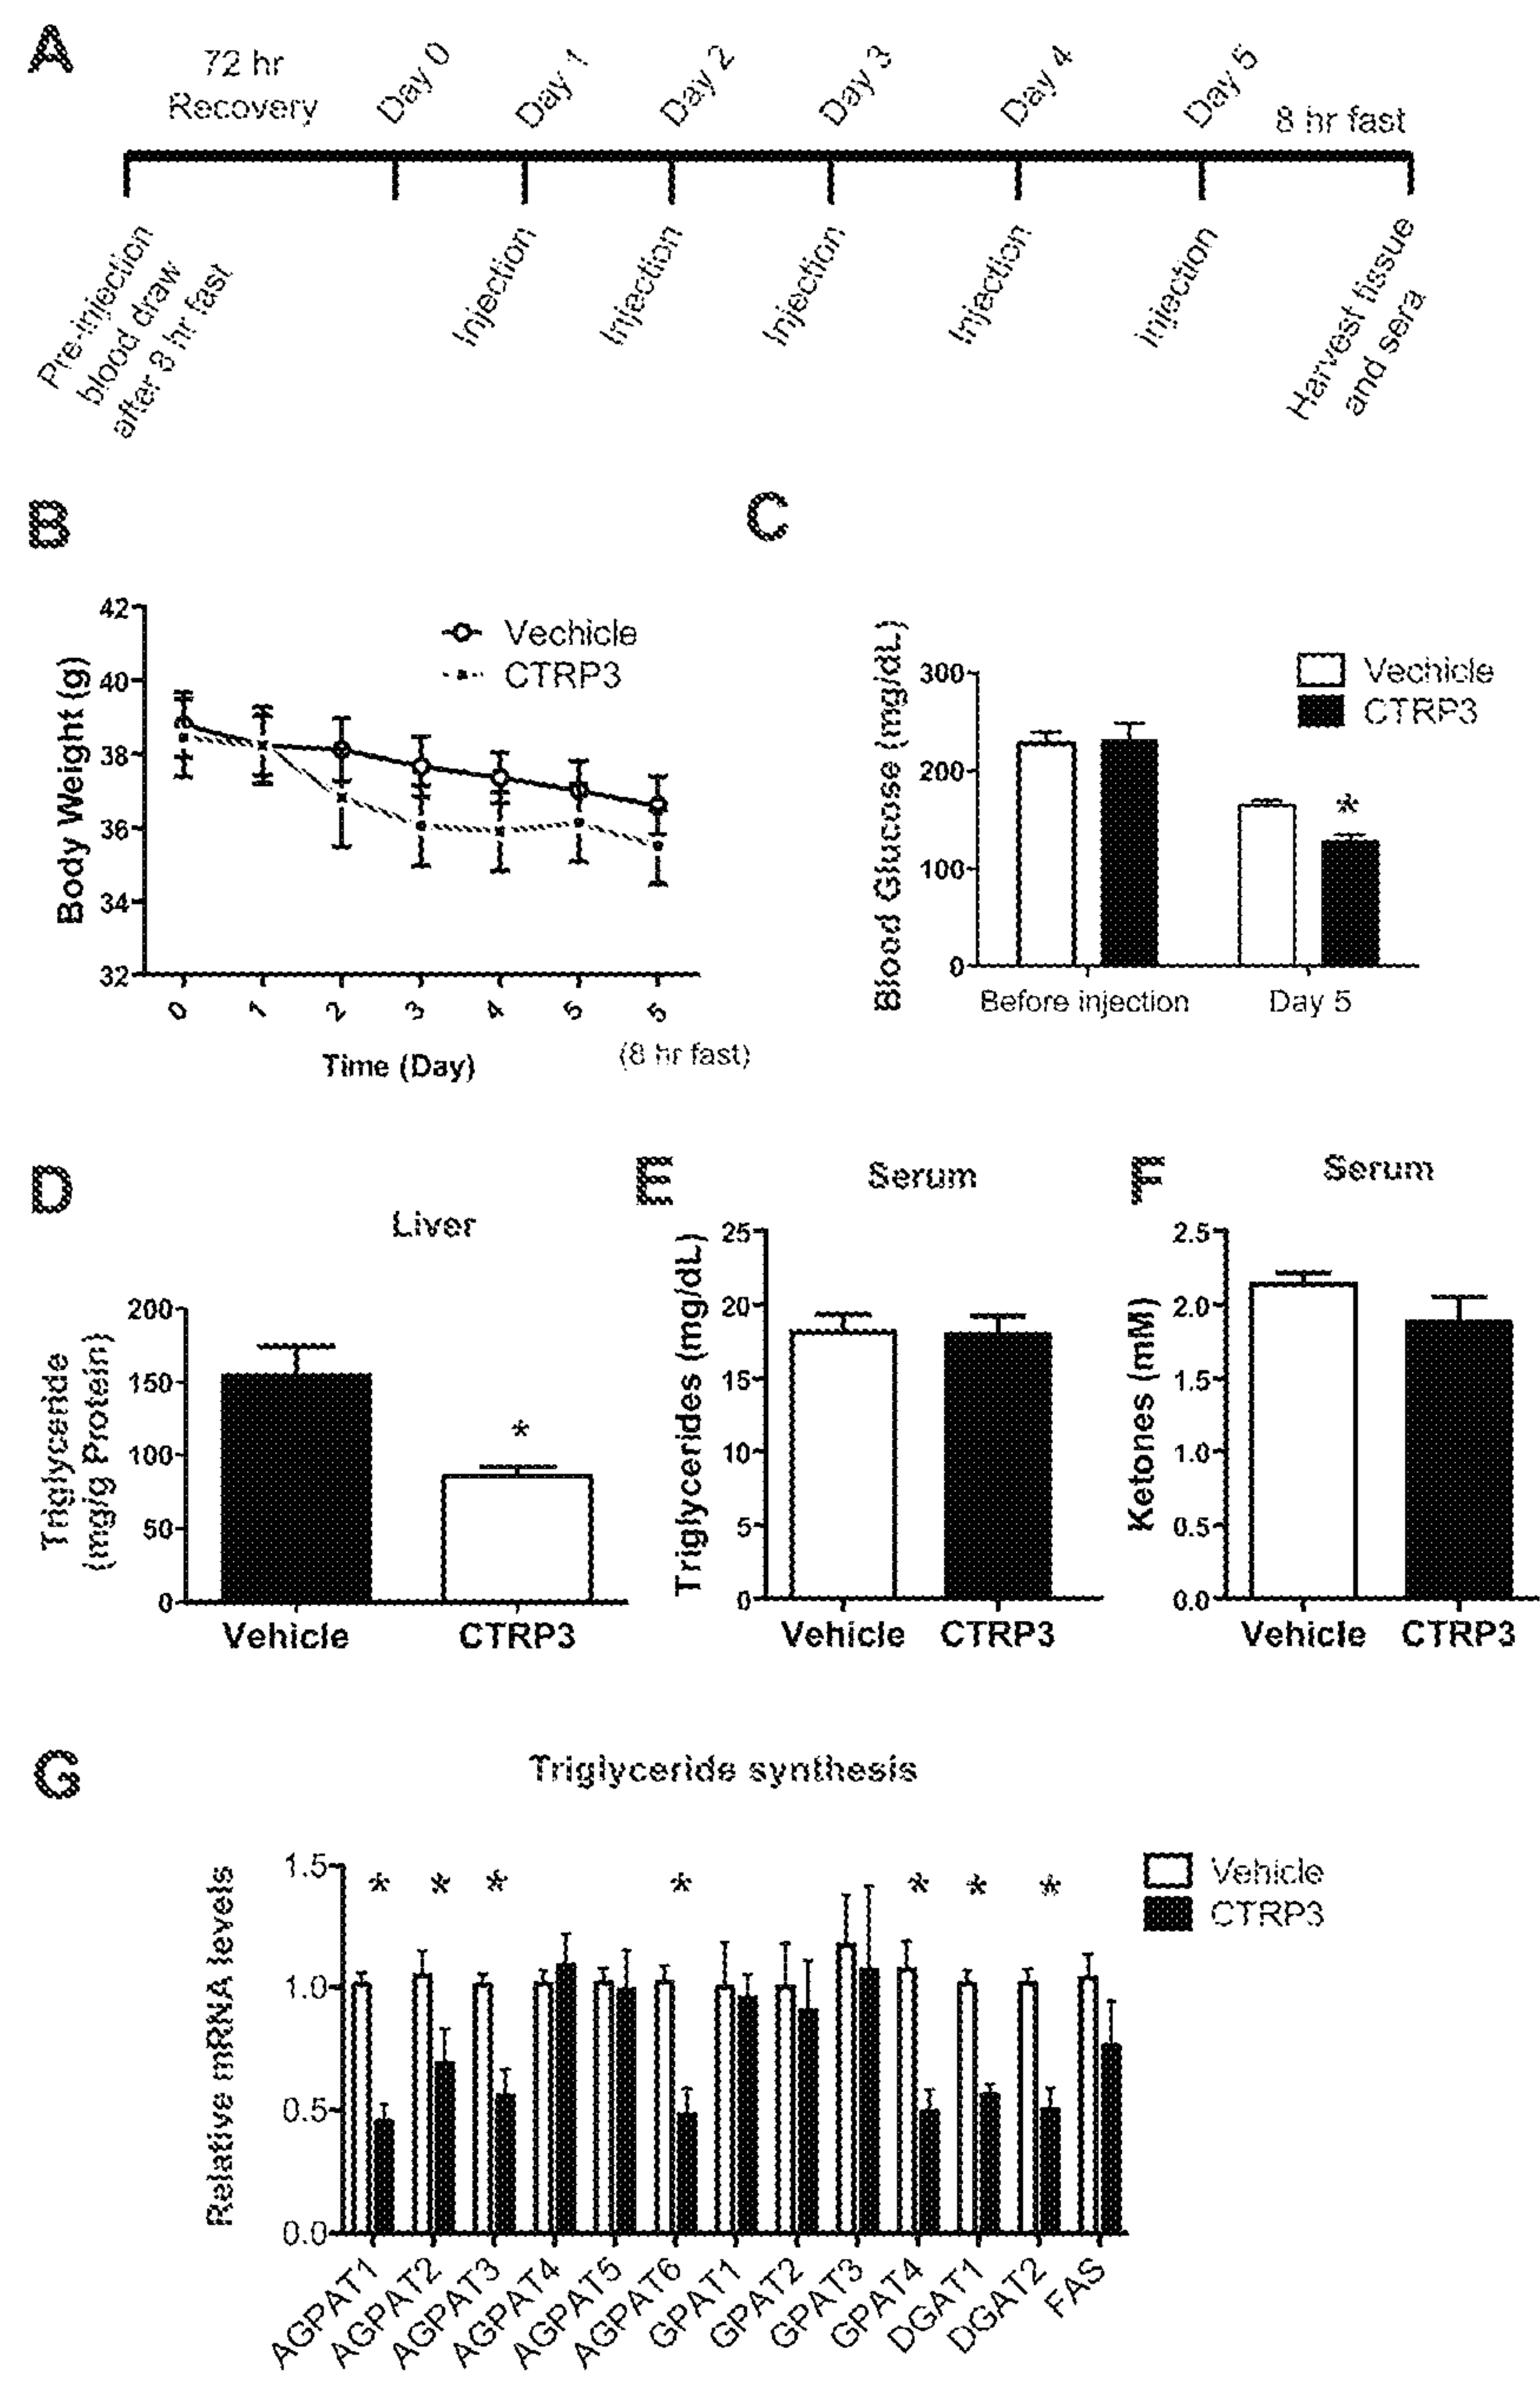 A
72 hr
Recovery
Day 0
Day 1
Day 2
Day 3
Day 4
Day 5
8 hr fast
Pre-injection
blood draw
after 8 hr fast
Injection
Injection
Injection
Injection
injection
Harvest tissue
and sera
B
42
40
38
36
34
32
Body Weight (g)
Vechicle
CTRP3
0
1
2
3
4
5
5
(8 hr fast)
Time (Day)
C
300
200
100
0
Blood Glucose (mg/dL)
Vechicle
CTRP3
*
Before injection
Day 5
D
Liver
200
150
100
50
0
Triglyceride
(mg/g Protein)
*
Vehicle
CTRP3
E
Serum
25
20
15
10
5
0
Triglycerides (mg/dL)
Vehicle
CTRP3
F
Serum
2.5
2.0
1.5
1.0
0.5
0.0
Ketones (mM)
Vehicle
CTRP3
G
Triglyceride synthesis
1.5
1.0
0.5
0.0
Relative mRNA levels
* * * * * * *
Vehicle
CTRP3
AGPAT1
AGPAT2
AGPAT3
AGPAT4
AGPAT5
AGPAT6
GPAT1
GPAT2
GPAT3
GPAT4
DGAT1
DGAT2
FAS